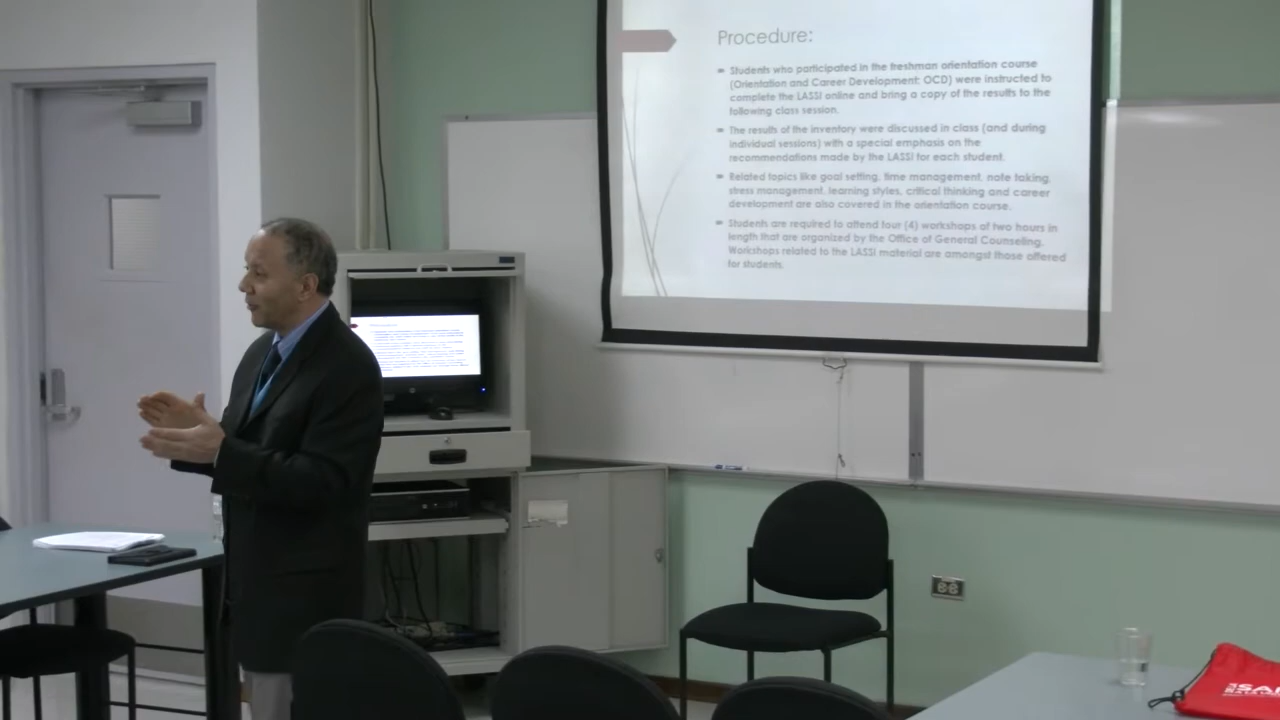 Procedure:
Students who participated in the freshman orientation course
(Orientation and Career Development: OCD) were instructed to
complete the LASSI online and bring a copy of the results to the
following class session.
The results of the inventory were discussed in class (and during
individual sessions) with a special emphasis on the
recommendations made by the LASSI for each student.
Related topics like goal setting, time management, note taking,
stress management, learning styles, critical thinking and career
development are also covered in the orientation course.
Students are required to attend four (4) workshops of two hours in
length that are organized by the Office of General Counseling.
Workshops related to the LASSI material are amongst those offered
for students.